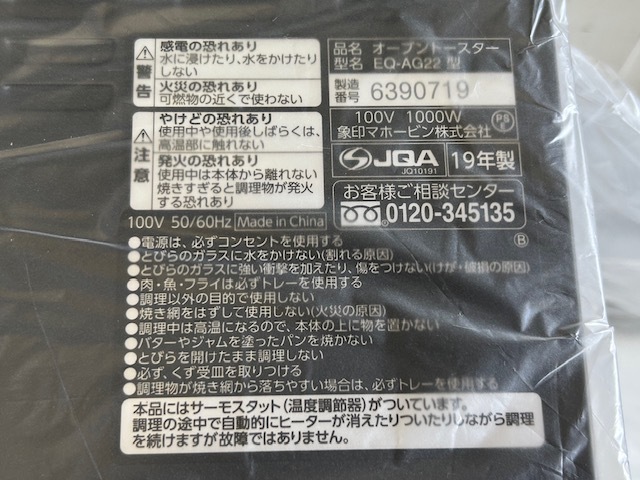 警告
感電の恐れあり
水に浸けたり、水をかけたり
しない
火災の恐れあり
可燃物の近くで使わない
注意
やけどの恐れあり
使用中や使用後しばらくは、
高温部に触れない
発火の恐れあり
使用中は本体から離れない
焼きすぎると調理物が発火
する恐れあり
100V 50/60Hz Made in China
品名 オーブントースター
型名 EQ-AG22 型
製造番号 6390719
100V 1000W
PSE
象印マホービン株式会社
JQA
JQ10191
19年製
お客様ご相談センター
0120-345135
●電源は、必ずコンセントを使用する
B
●とびらのガラスに水をかけない(割れる原因)
●とびらのガラスに強い衝撃を加えたり、傷をつけない(けが・破損の原因)
●肉・魚・フライは必ずトレーを使用する
●調理以外の目的で使用しない
●焼き網をはずして使用しない(火災の原因)
●調理中は高温になるので、本体の上に物を置かない
●バターやジャムを塗ったパンを焼かない
●とびらを開けたまま調理しない
●必ず、くず受皿を取りつける
●調理物が焼き網から落ちやすい場合は、必ずトレーを使用する
本品にはサーモスタット(温度調節器)がついています。
調理の途中で自動的にヒーターが消えたりついたりしながら調理
を続けますが故障ではありません。